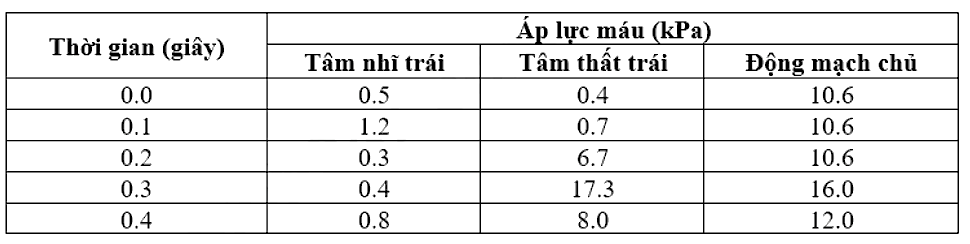 Thời gian (giây) Áp lực máu (kPa)
Tâm nhĩ trái Tâm thất trái Động mạch chủ
0.0 0.5 0.4 10.6
0.1 1.2 0.7 10.6
0.2 0.3 6.7 10.6
0.3 0.4 17.3 16.0
0.4 0.8 8.0 12.0